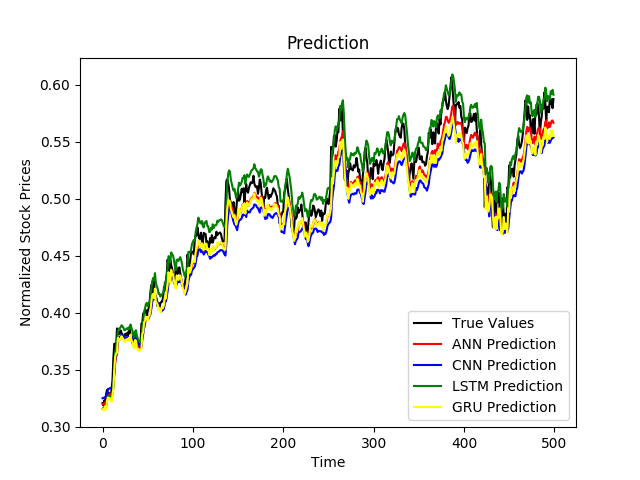 Prediction
0.60
0.55
0.50
0.45
0.40
0.35
0.30
Normalized Stock Prices
True Values
ANN Prediction
CNN Prediction
LSTM Prediction
GRU Prediction
0 100 200 300 400 500
Time